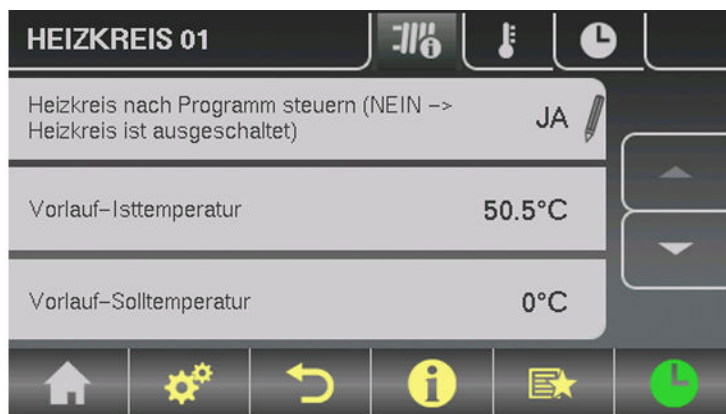 HEIZKREIS 01
Heizkreis nach Programm steuern (NEIN ->
Heizkreis ist ausgeschaltet)
JA
Vorlauf-Isttemperatur
50.5°C
Vorlauf-Solltemperatur
0°C